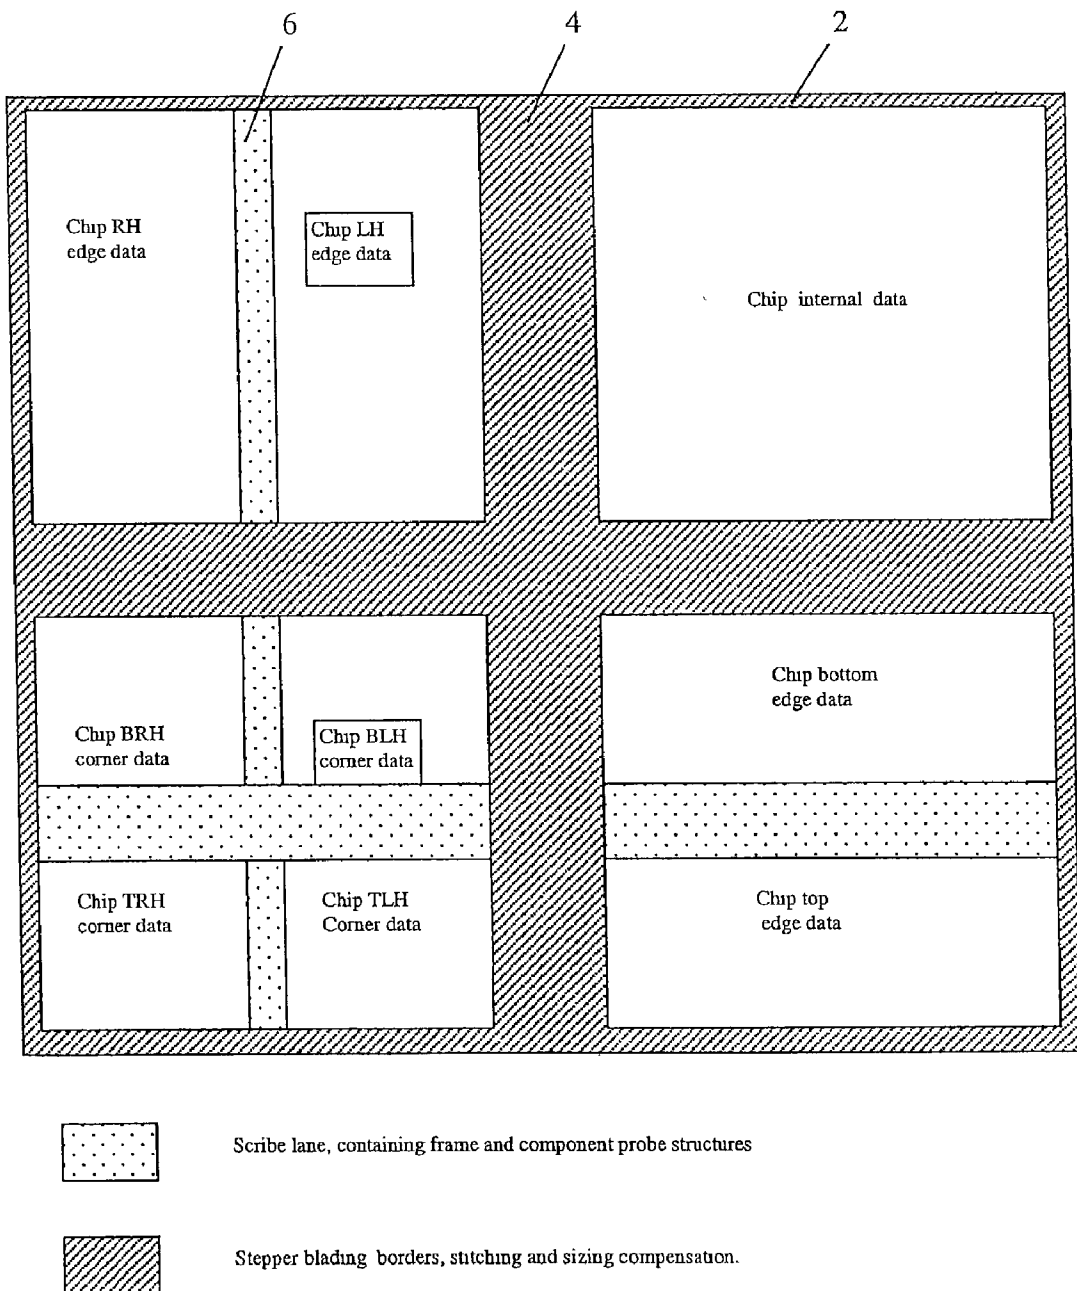 6
4
2
Chip RH
edge data
Chip LH
edge data
Chip internal data
Chip BRH
corner data
Chip BLH
corner data
Chip bottom
edge data
Chip TRH
corner data
Chip TLH
Corner data
Chip top
edge data
Scribe lane, containing frame and component probe structures
Stepper blading borders, stitching and sizing compensation.